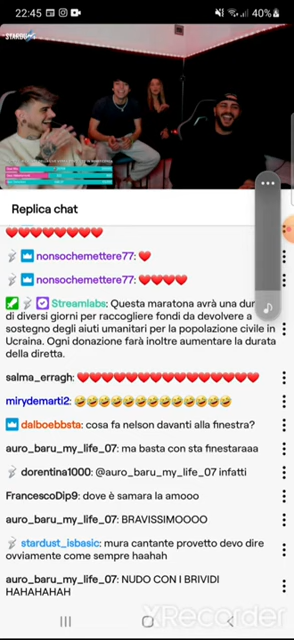 22:45
40%
STARDUST
Replica chat
❤❤❤❤❤❤❤❤❤
nonsochemettere77: ❤
nonsochemettere77: ❤❤❤❤
Streamlabs: Questa maratona avrà una dur
di diversi giorni per raccogliere fondi da devolvere a
sostegno degli aiuti umanitari per la popolazione civile in
Ucraina. Ogni donazione farà inoltre aumentare la durata
della diretta.
salma_erragh: ❤❤❤❤❤❤❤❤❤❤❤❤❤❤❤
mirydemarti2: 🤣🤣🤣🤣🤣🤣🤣🤣🤣🤣🤣
dalboebbsta: cosa fa nelson davanti alla finestra?
auro_baru_my_life_07: ma basta con sta finestaraaa
dorentina1000: @auro_baru_my_life_07 infatti
FrancescoDip9: dove è samara la amooo
auro_baru_my_life_07: BRAVISSIMOOOO
stardust_isbasic: mura cantante provetto devo dire
ovviamente come sempre haahah
auro_baru_my_life_07: NUDO CON I BRIVIDI
HAHAHAHAH
XRecorder